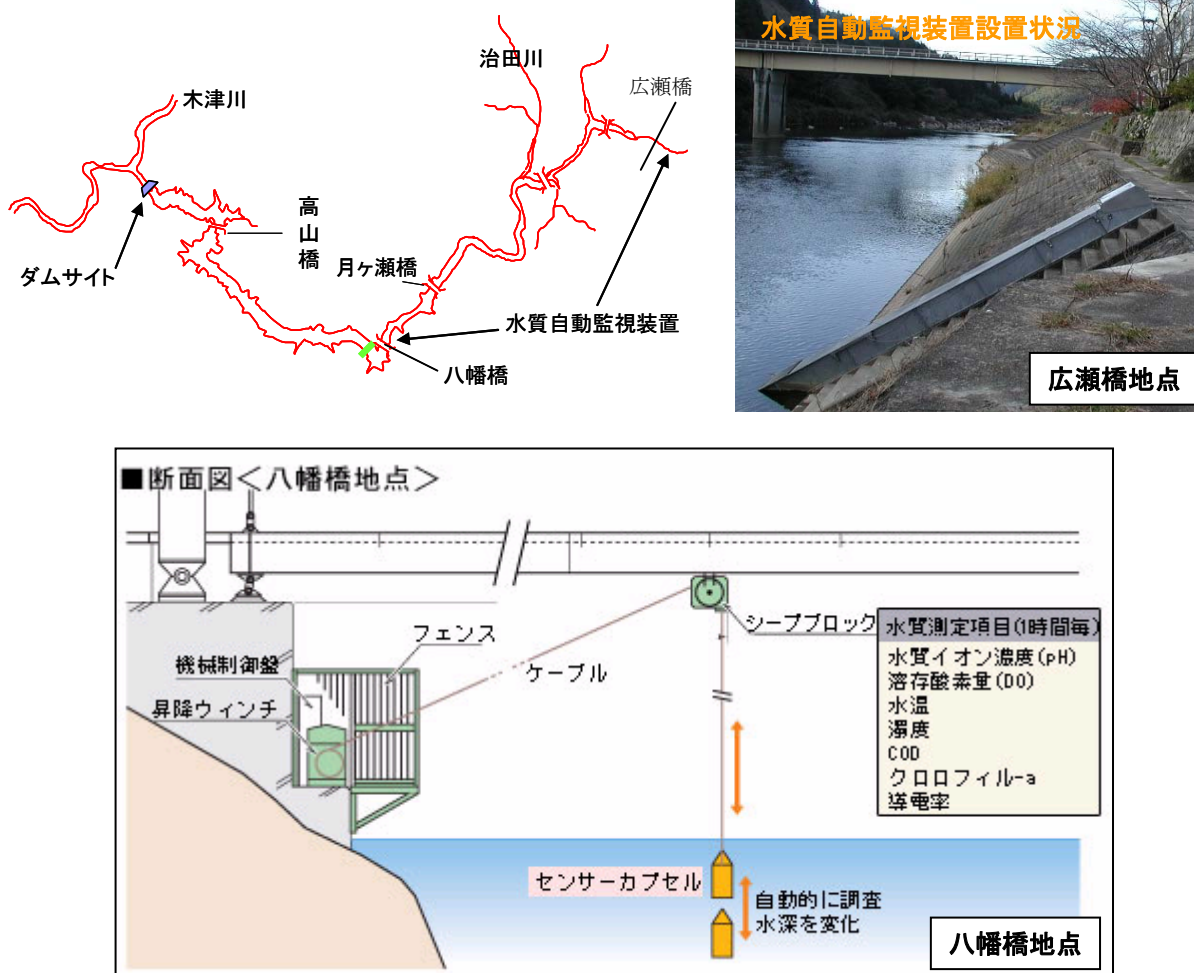 木津川
治田川
広瀬橋
高山橋
ダムサイト
月ヶ瀬橋
水質自動監視装置
八幡橋
水質自動監視装置設置状況
広瀬橋地点
■断面図<八幡橋地点>
フェンス
機械制御盤
昇降ウィンチ
ケーブル
シーブブロック
水質測定項目(1時間毎)
水質イオン濃度(pH)
溶存酸素量(DO)
水温
濁度
COD
クロロフィル-a
導電率
センサーカプセル
自動的に調査
水深を変化
八幡橋地点